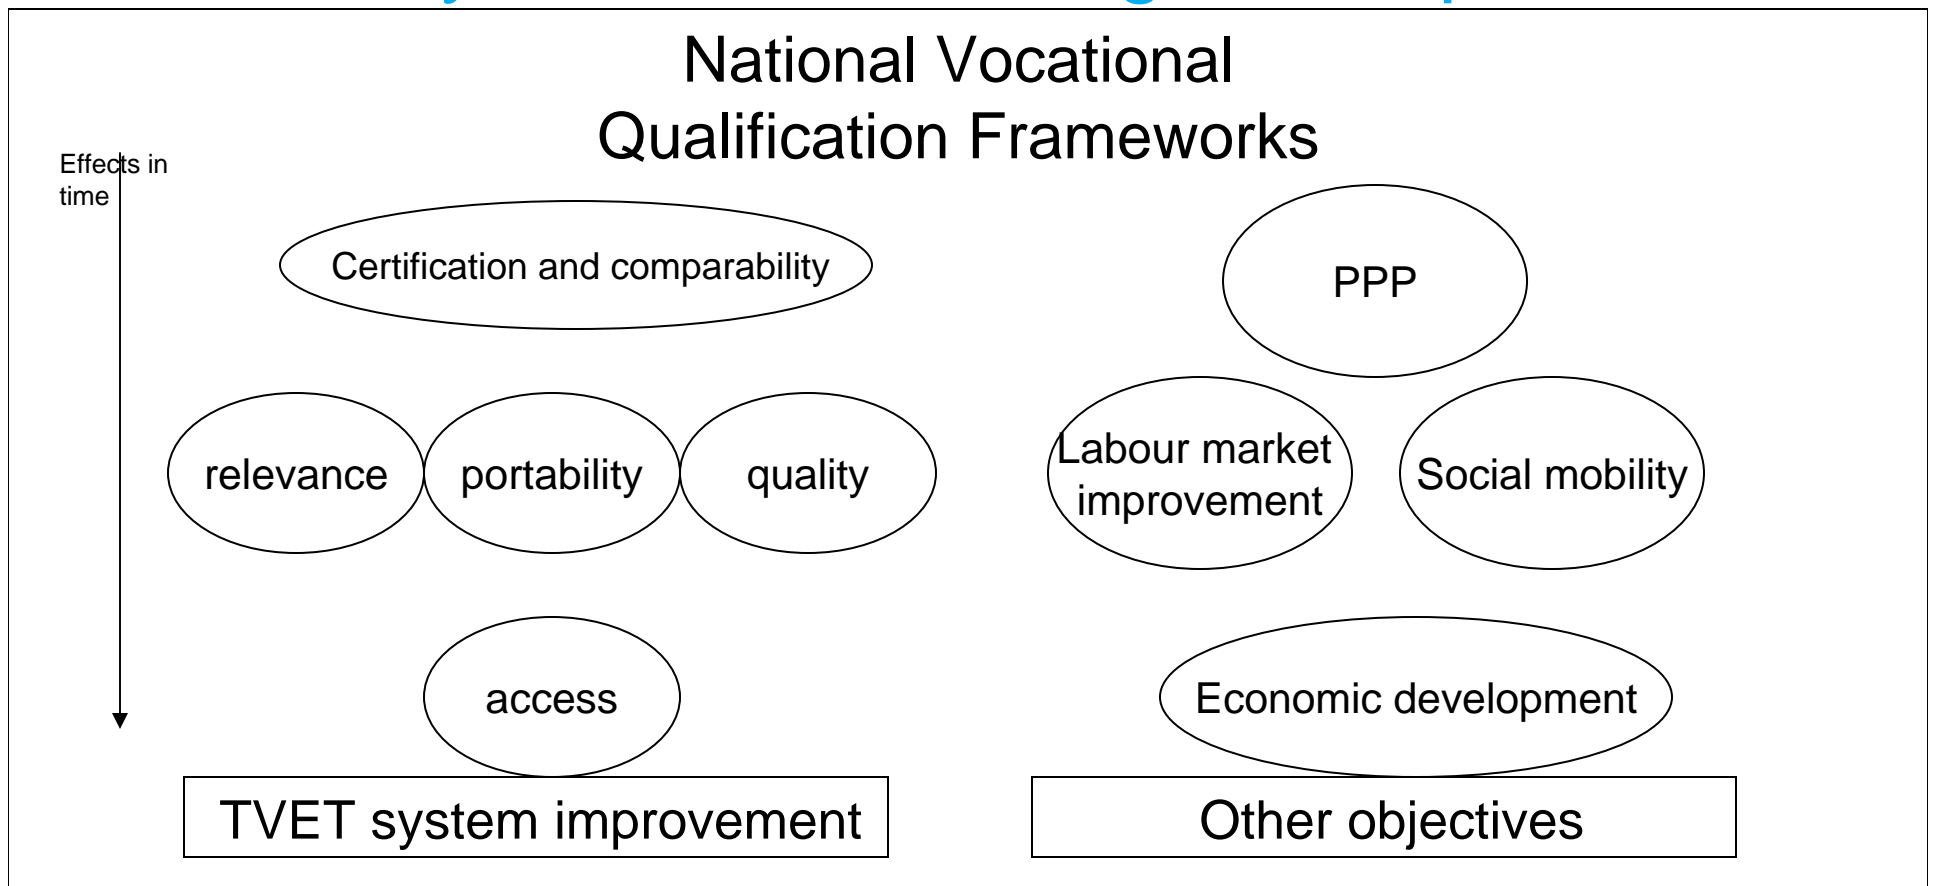 National Vocational
Qualification Frameworks
Effects in
time
Certification and comparability
PPP
relevance
portability
quality
Labour market
improvement
Social mobility
access
Economic development
TVET system improvement
Other objectives